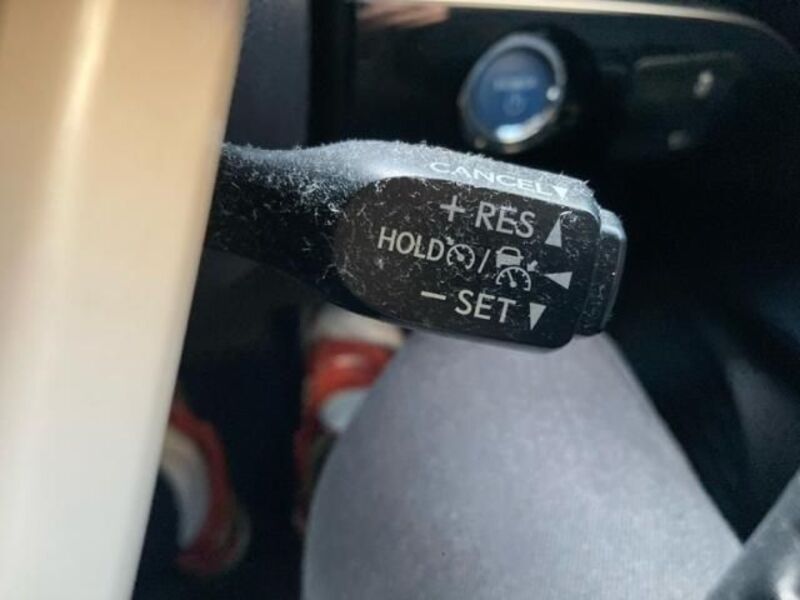 CANCEL
+ RES
HOLD /
− SET